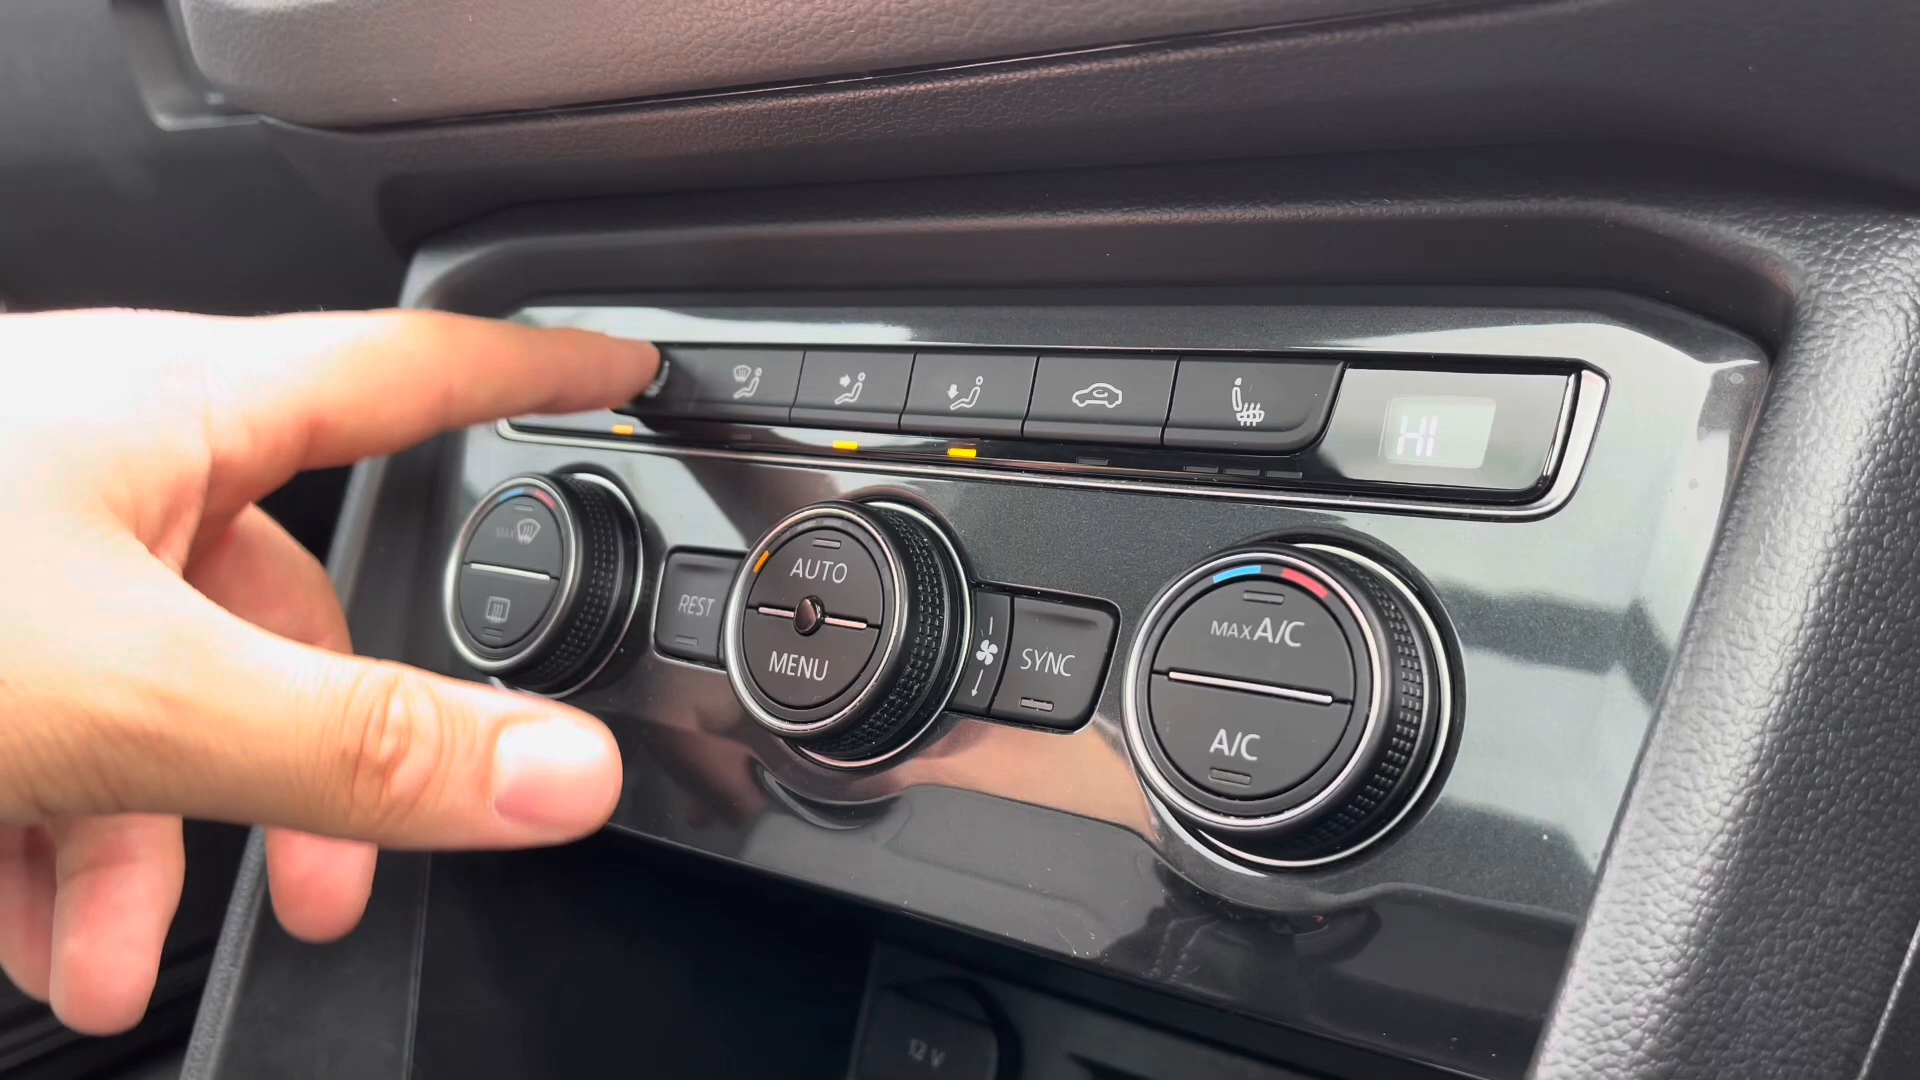 HI
MAX
REST
AUTO
MENU
SYNC
MAX A/C
A/C
12 V